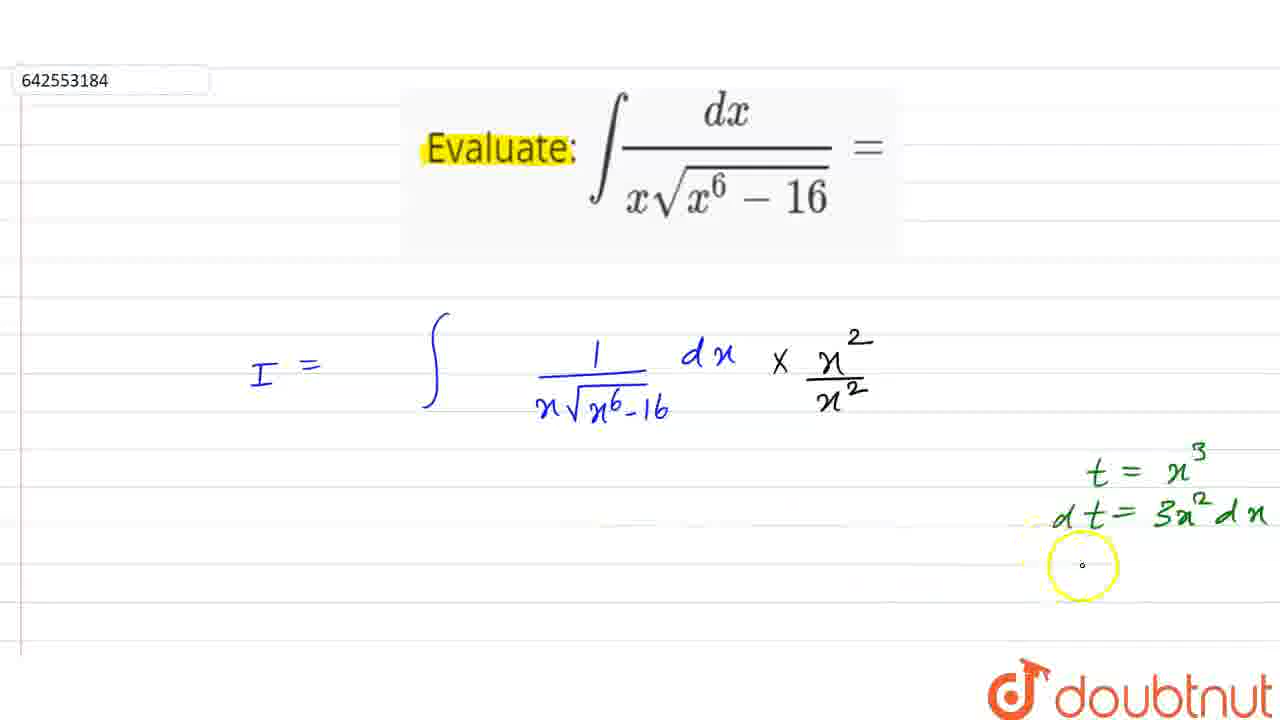 642553184
Evaluate: ∫ dx / (x√(x⁶ − 16)) =
I = ∫ 1 / (x√(x⁶ - 16)) dx × x² / x²
t = x³
dt = 3x² dx
doubtnut